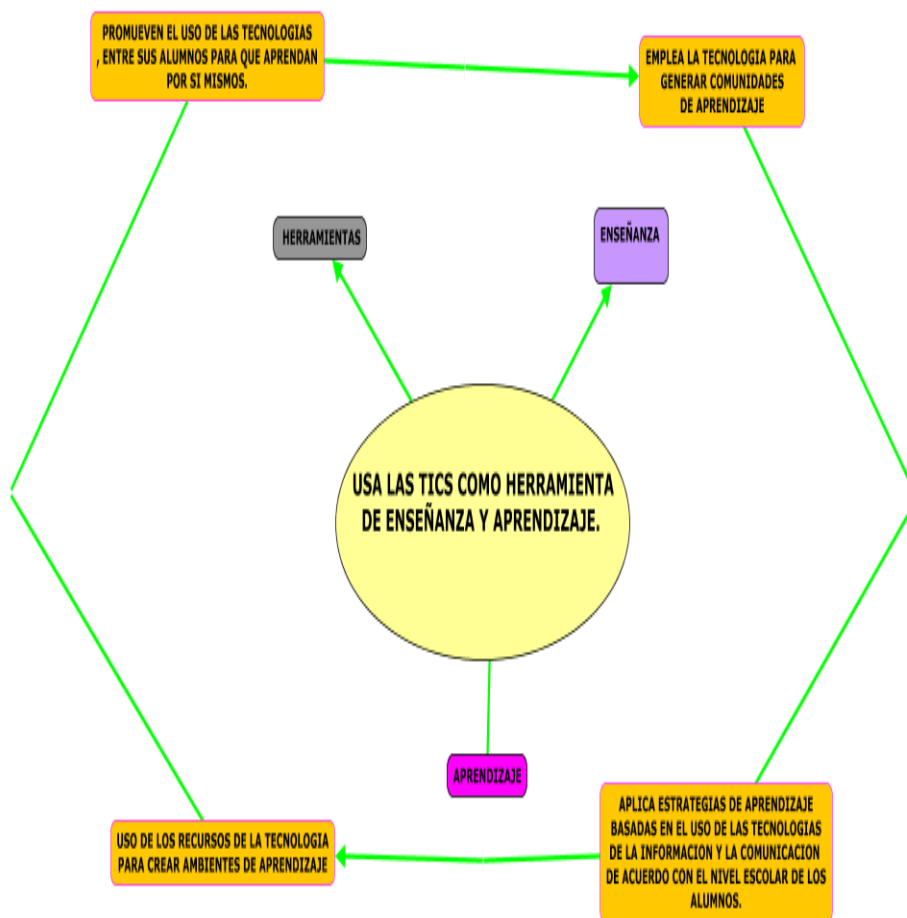 PROMUEVEN EL USO DE LAS TECNOLOGIAS
, ENTRE SUS ALUMNOS PARA QUE APRENDAN
POR SI MISMOS.
EMPLEA LA TECNOLOGIA PARA
GENERAR COMUNIDADES
DE APRENDIZAJE
HERRAMIENTAS
ENSEÑANZA
USA LAS TICS COMO HERRAMIENTA
DE ENSEÑANZA Y APRENDIZAJE.
APRENDIZAJE
USO DE LOS RECURSOS DE LA TECNOLOGIA
PARA CREAR AMBIENTES DE APRENDIZAJE
APLICA ESTRATEGIAS DE APRENDIZAJE
BASADAS EN EL USO DE LAS TECNOLOGIAS
DE LA INFORMACION Y LA COMUNICACION
DE ACUERDO CON EL NIVEL ESCOLAR DE LOS
ALUMNOS.